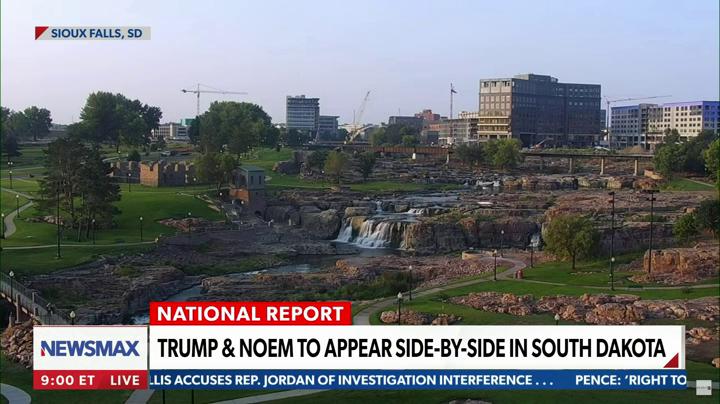 SIOUX FALLS, SD
NATIONAL REPORT
NEWSMAX
TRUMP & NOEM TO APPEAR SIDE-BY-SIDE IN SOUTH DAKOTA
9:00 ET LIVE
LLIS ACCUSES REP. JORDAN OF INVESTIGATION INTERFERENCE . . . PENCE: 'RIGHT TO